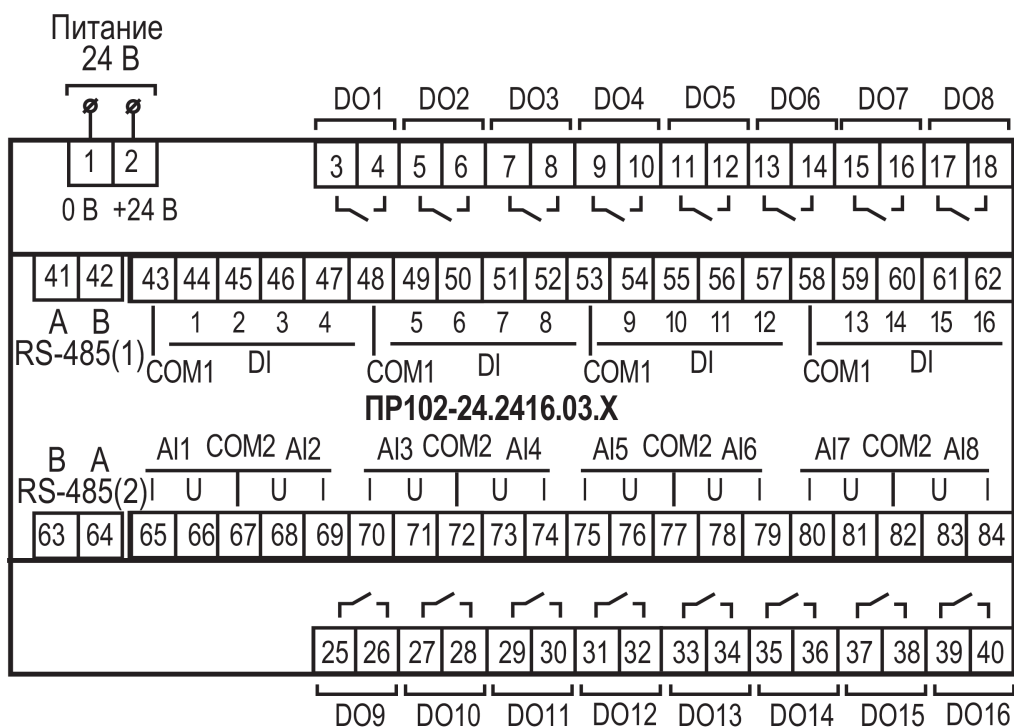 Питание
24 В
DO1 DO2 DO3 DO4 DO5 DO6 DO7 DO8
1 2 3 4 5 6 7 8 9 10 11 12 13 14 15 16 17 18
0 В +24 В
41 42 43 44 45 46 47 48 49 50 51 52 53 54 55 56 57 58 59 60 61 62
A B 1 2 3 4 5 6 7 8 9 10 11 12 13 14 15 16
RS-485(1) COM1 DI COM1 DI COM1 DI COM1 DI
ПР102-24.2416.03.X
B A AI1 COM2 AI2 AI3 COM2 AI4 AI5 COM2 AI6 AI7 COM2 AI8
RS-485(2) I U U I I U U I I U U I I U U I
63 64 65 66 67 68 69 70 71 72 73 74 75 76 77 78 79 80 81 82 83 84
25 26 27 28 29 30 31 32 33 34 35 36 37 38 39 40
DO9 DO10 DO11 DO12 DO13 DO14 DO15 DO16